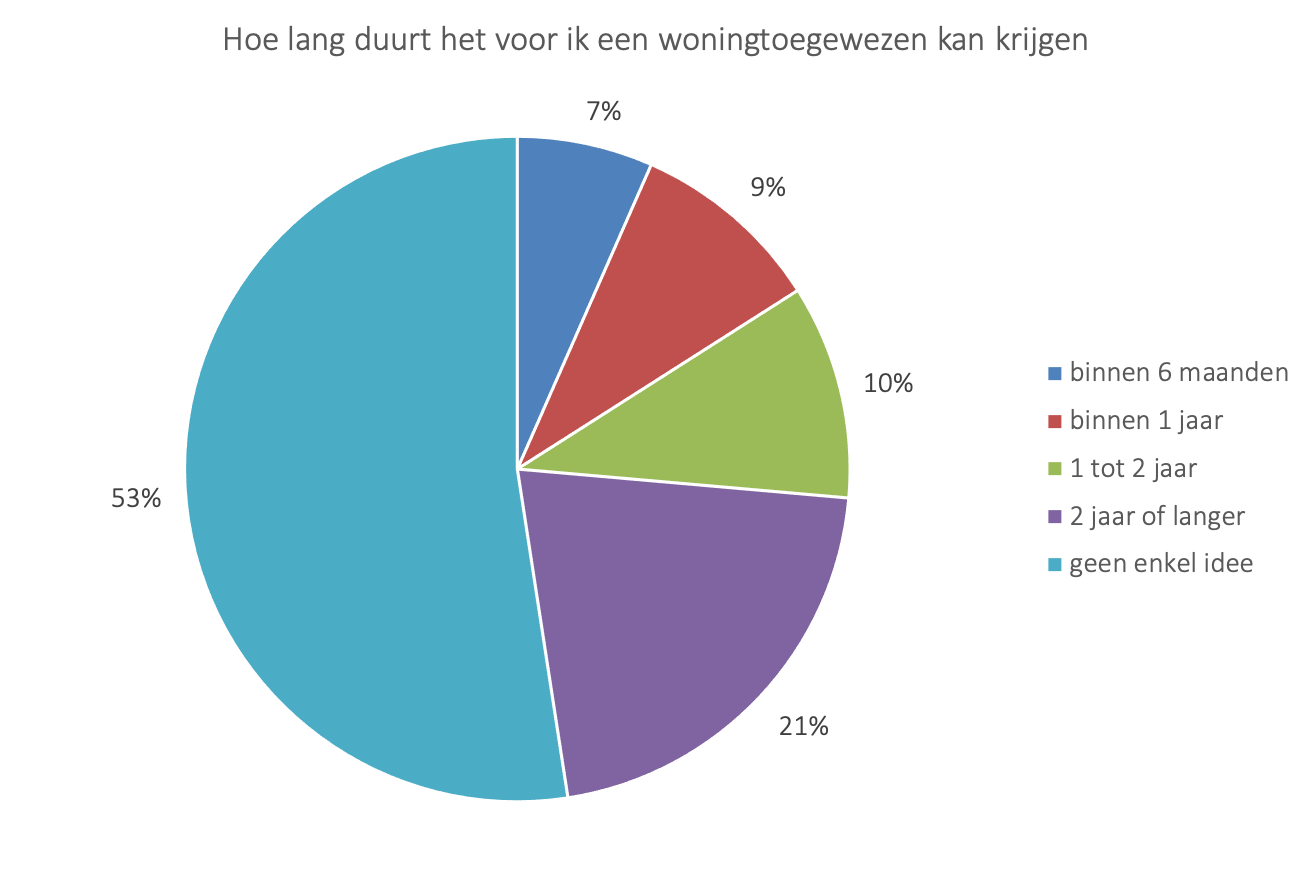 Hoe lang duurt het voor ik een woningtoegewezen kan krijgen
7%
9%
10%
21%
53%
binnen 6 maanden
binnen 1 jaar
1 tot 2 jaar
2 jaar of langer
geen enkel idee